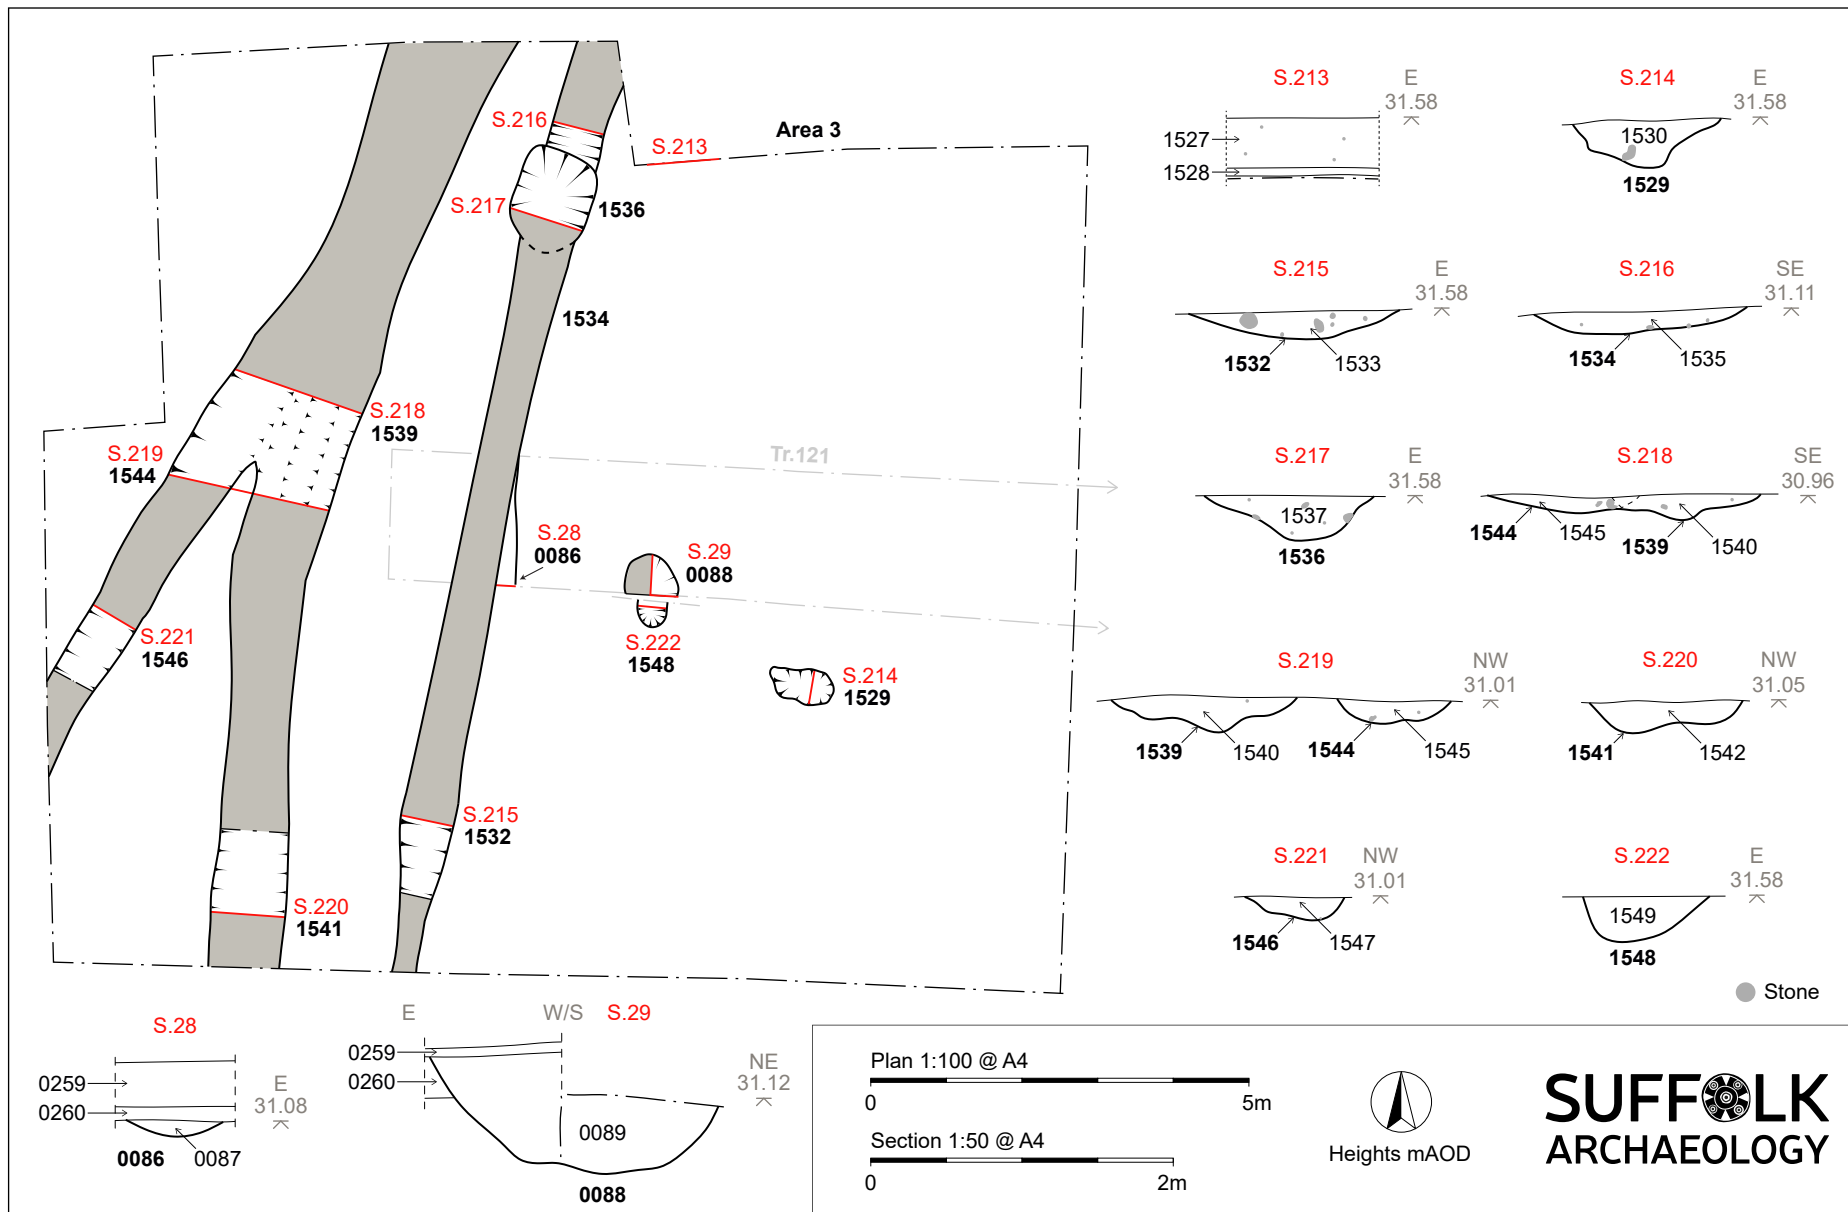 Area 3
S.216
S.213
S.217
1536
1534
S.218
1539
S.219
1544
Tr.121
S.28
0086
S.29
0088
S.221
1546
S.222
1548
S.214
1529
S.215
1532
S.220
1541
S.213
E
31.58
1527
1528
S.214
E
31.58
1530
1529
S.215
E
31.58
1532
1533
S.216
SE
31.11
1534
1535
S.217
E
31.58
1537
1536
S.218
SE
30.96
1544
1545
1539
1540
S.219
NW
31.01
1539
1540
1544
1545
S.220
NW
31.05
1541
1542
S.221
NW
31.01
1546
1547
S.222
E
31.58
1549
1548
Stone
S.28
0259
0260
E
31.08
0086
0087
E
W/S
S.29
0259
0260
NE
31.12
0089
0088
Plan 1:100 @ A4
0
5m
Section 1:50 @ A4
0
2m
Heights mAOD
SUFFOLK
ARCHAEOLOGY